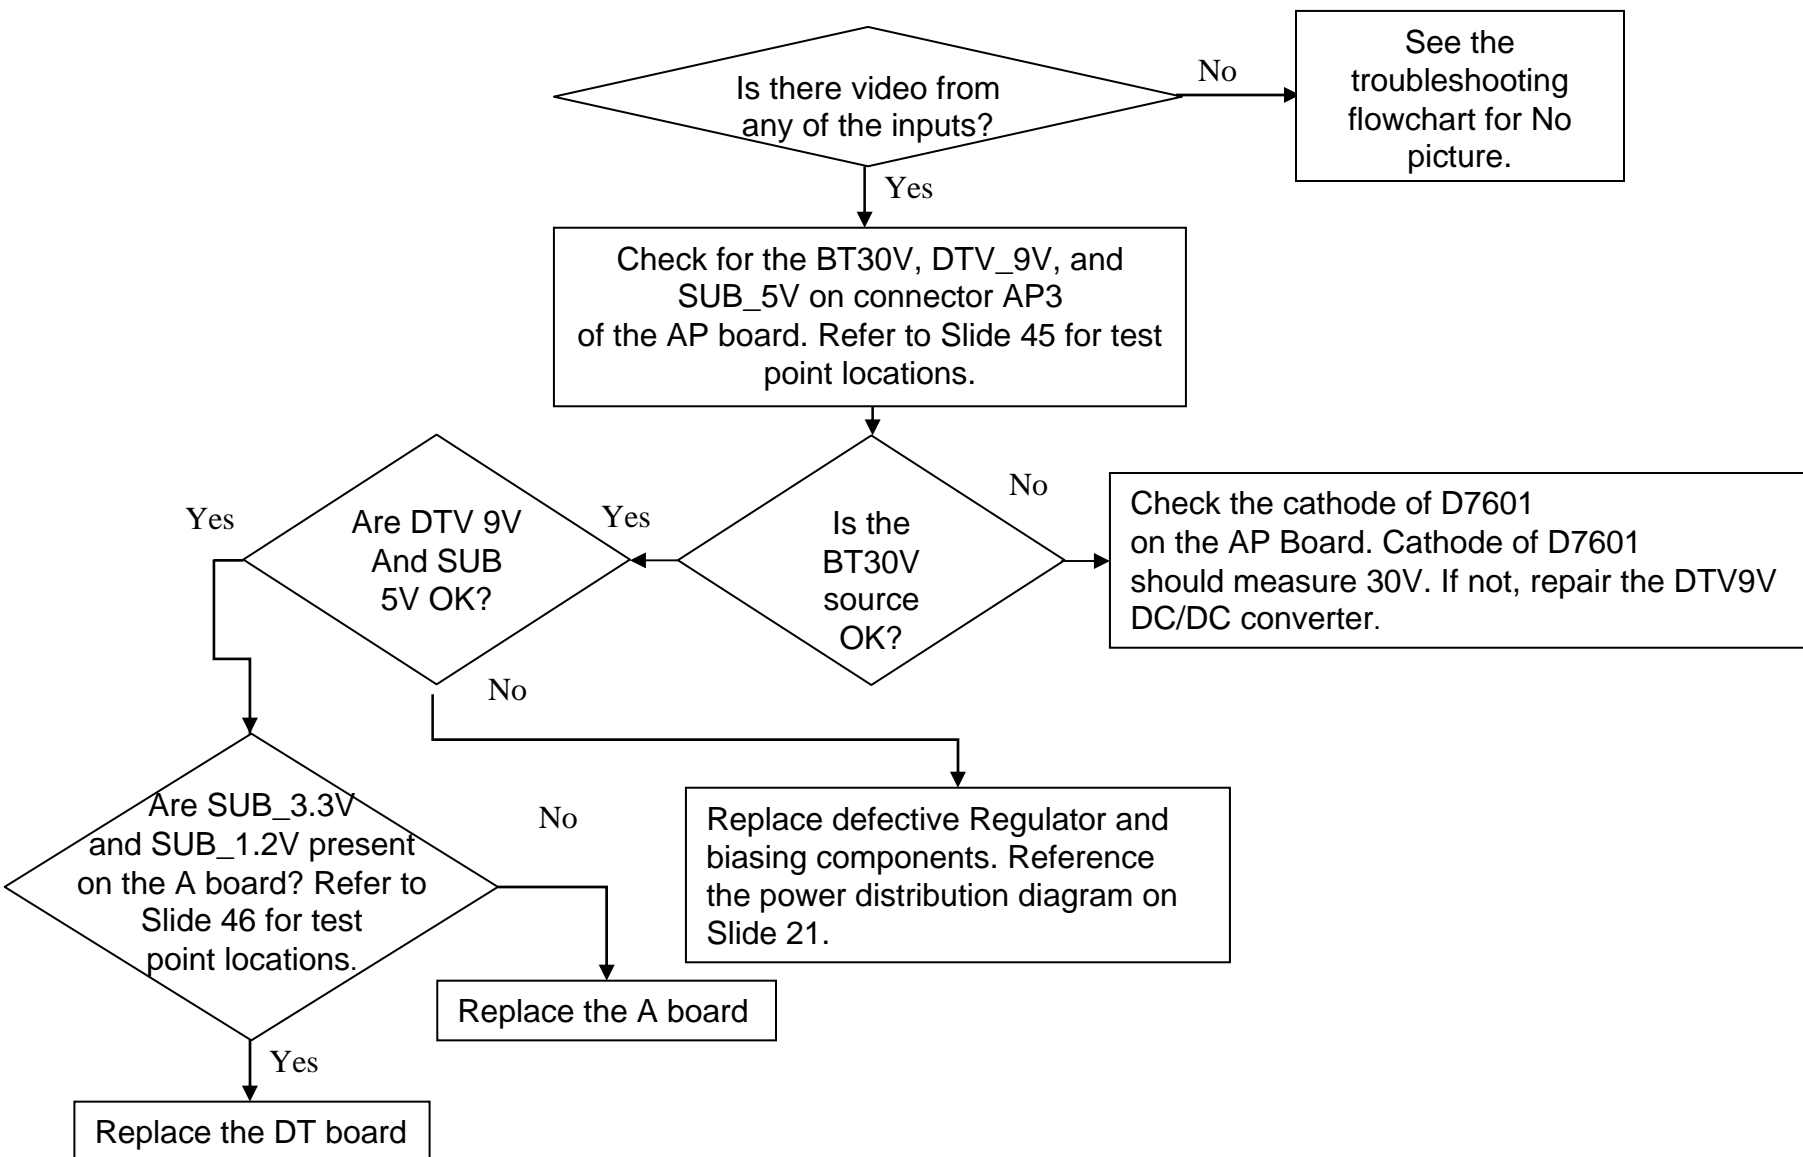 Is there video from
any of the inputs?
No
See the
troubleshooting
flowchart for No
picture.
Yes
Check for the BT30V, DTV_9V, and
SUB_5V on connector AP3
of the AP board. Refer to Slide 45 for test
point locations.
Is the
BT30V
source
OK?
No
Check the cathode of D7601
on the AP Board. Cathode of D7601
should measure 30V. If not, repair the DTV9V
DC/DC converter.
Yes
Are DTV 9V
And SUB
5V OK?
No
Replace defective Regulator and
biasing components. Reference
the power distribution diagram on
Slide 21.
Yes
Are SUB_3.3V
and SUB_1.2V present
on the A board? Refer to
Slide 46 for test
point locations.
No
Replace the A board
Yes
Replace the DT board